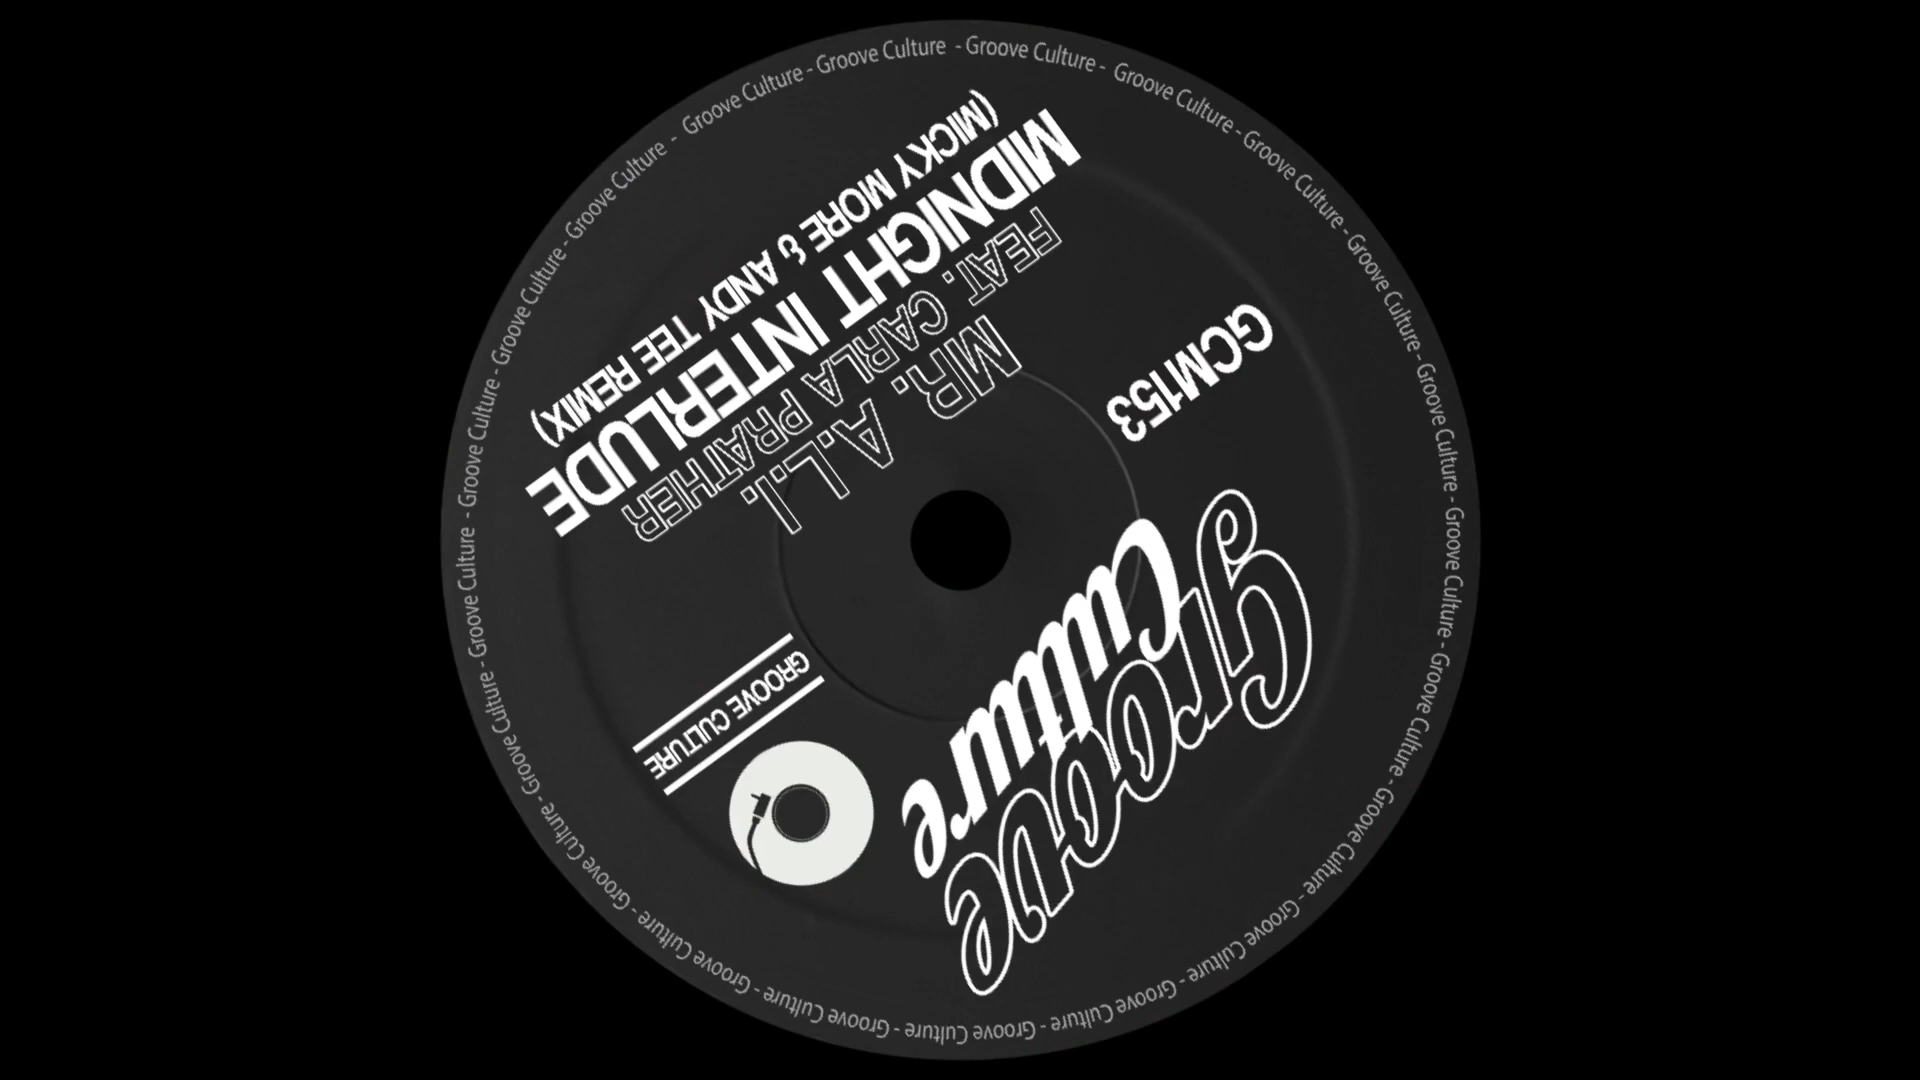 Groove
Culture
GROOVE CULTURE
GCM153
MR. A.L.I.
FEAT. CARLA PRATHER
MIDNIGHT INTERLUDE
(MICKY MORE & ANDY TEE REMIX)
Groove Culture - Groove Culture - Groove Culture - Groove Culture - Groove Culture - Groove Culture - Groove Culture - Groove Culture - Groove Culture - Groove Culture - Groove Culture - Groove Culture - Groove Culture - Groove Culture - Groove Culture - Groove Culture - Groove Culture - Groove Culture - Groove Culture - Groove Culture - Groove Culture - Groove Culture -